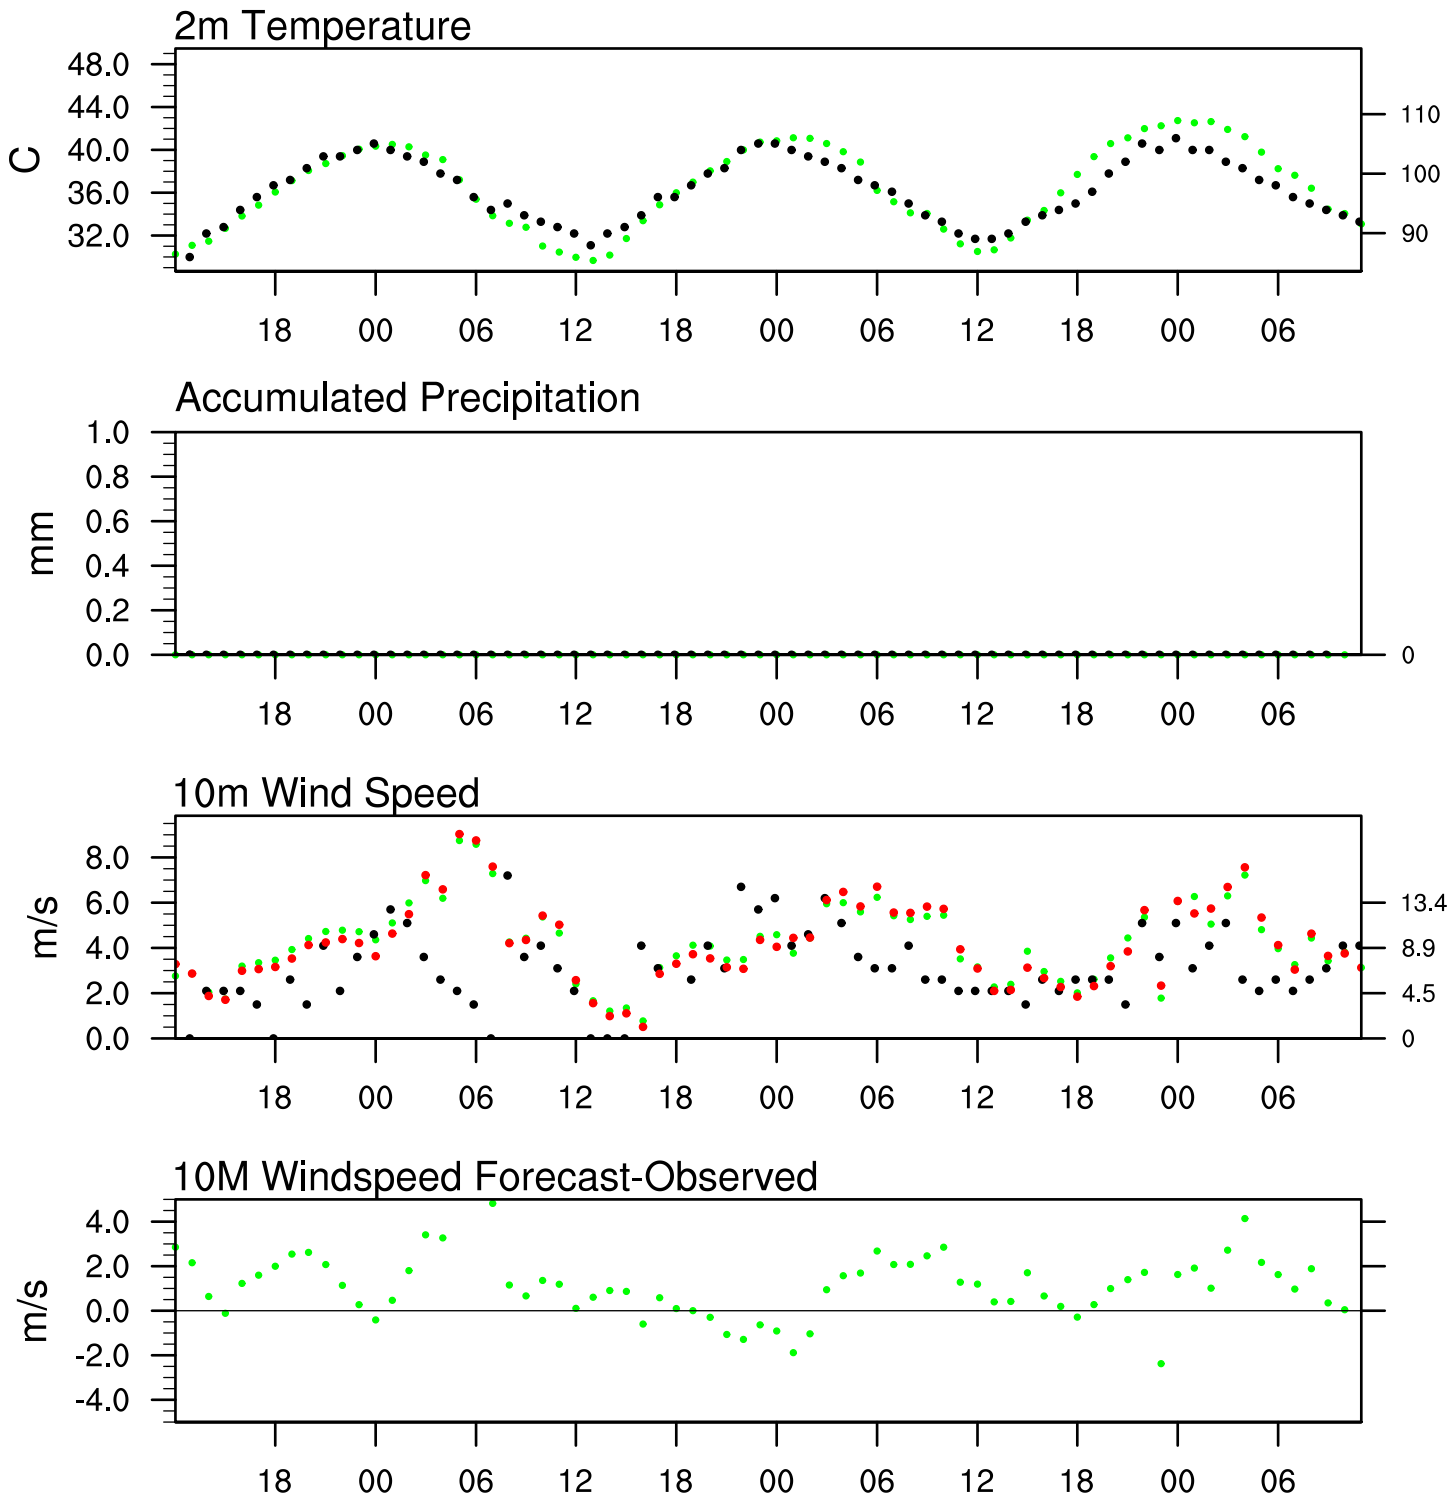 2m Temperature
48.0
44.0
110
C
40.0
100
36.0
32.0
90
18 00 06 12 18 00 06 12 18 00 06
Accumulated Precipitation
1.0
0.8
mm
0.6
0.4
0.2
0.0
0
18 00 06 12 18 00 06 12 18 00 06
10m Wind Speed
8.0
m/s
6.0
13.4
4.0
8.9
2.0
4.5
0.0
0
18 00 06 12 18 00 06 12 18 00 06
10M Windspeed Forecast-Observed
4.0
2.0
m/s
0.0
-2.0
-4.0
18 00 06 12 18 00 06 12 18 00 06